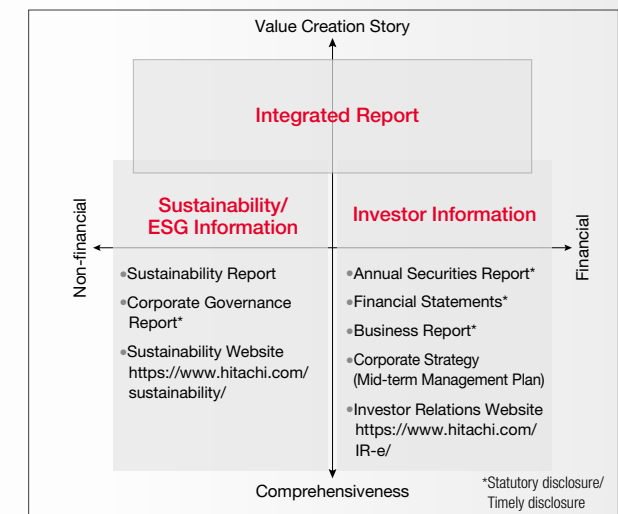 Value Creation Story
Integrated Report
Sustainability/
ESG Information
Investor Information
Non-financial
Financial
•Sustainability Report
•Corporate Governance
Report*
•Sustainability Website
https://www.hitachi.com/
sustainability/
•Annual Securities Report*
•Financial Statements*
•Business Report*
•Corporate Strategy
(Mid-term Management Plan)
•Investor Relations Website
https://www.hitachi.com/
IR-e/
Comprehensiveness
*Statutory disclosure/
Timely disclosure